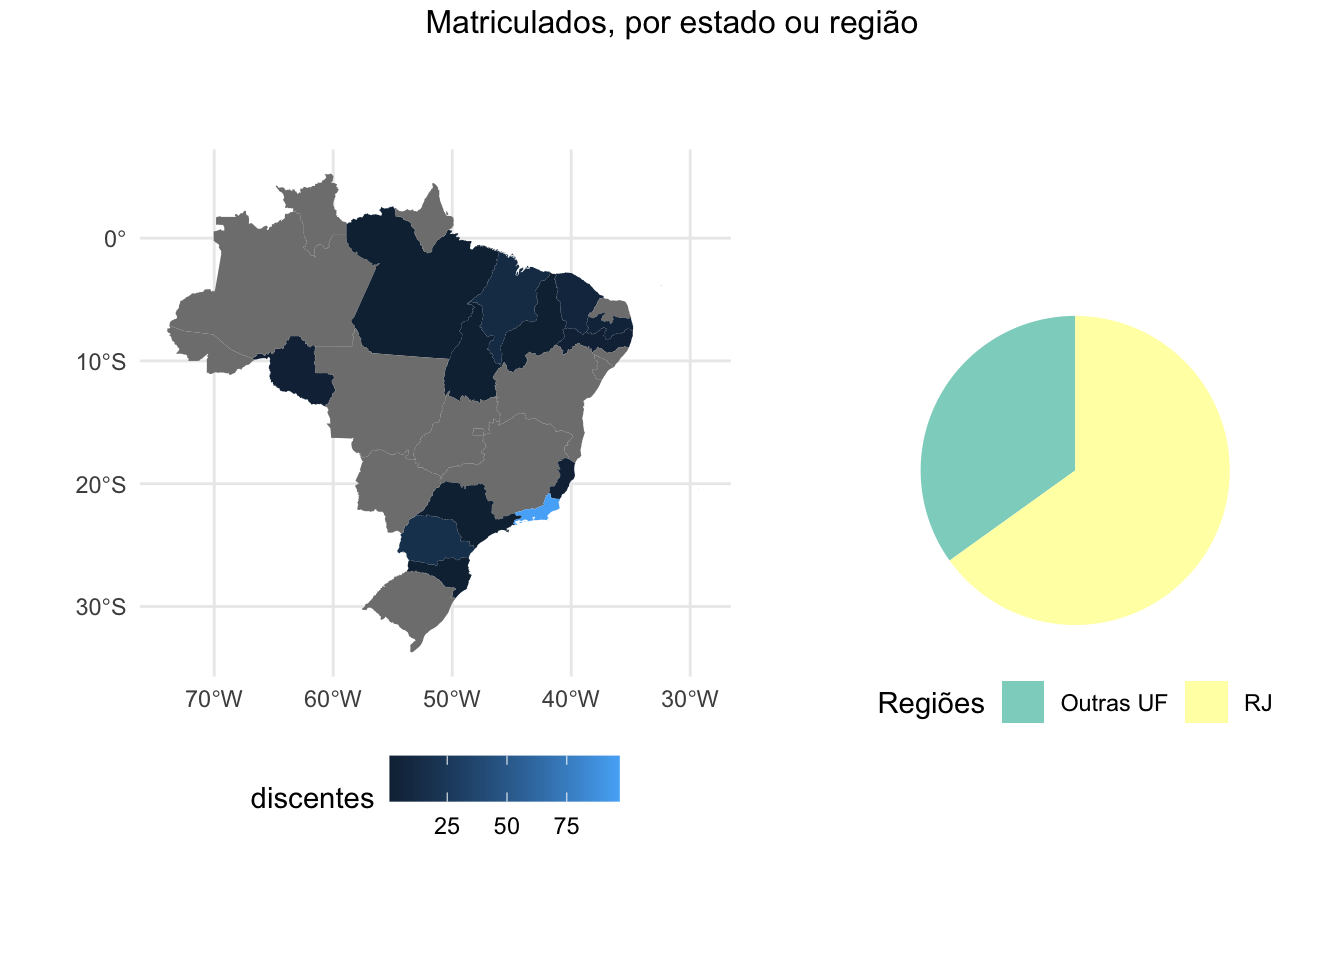 Matriculados, por estado ou região
0°
10°S
20°S
30°S
70°W 60°W 50°W 40°W 30°W
discentes
25 50 75
Regiões Outras UF RJ